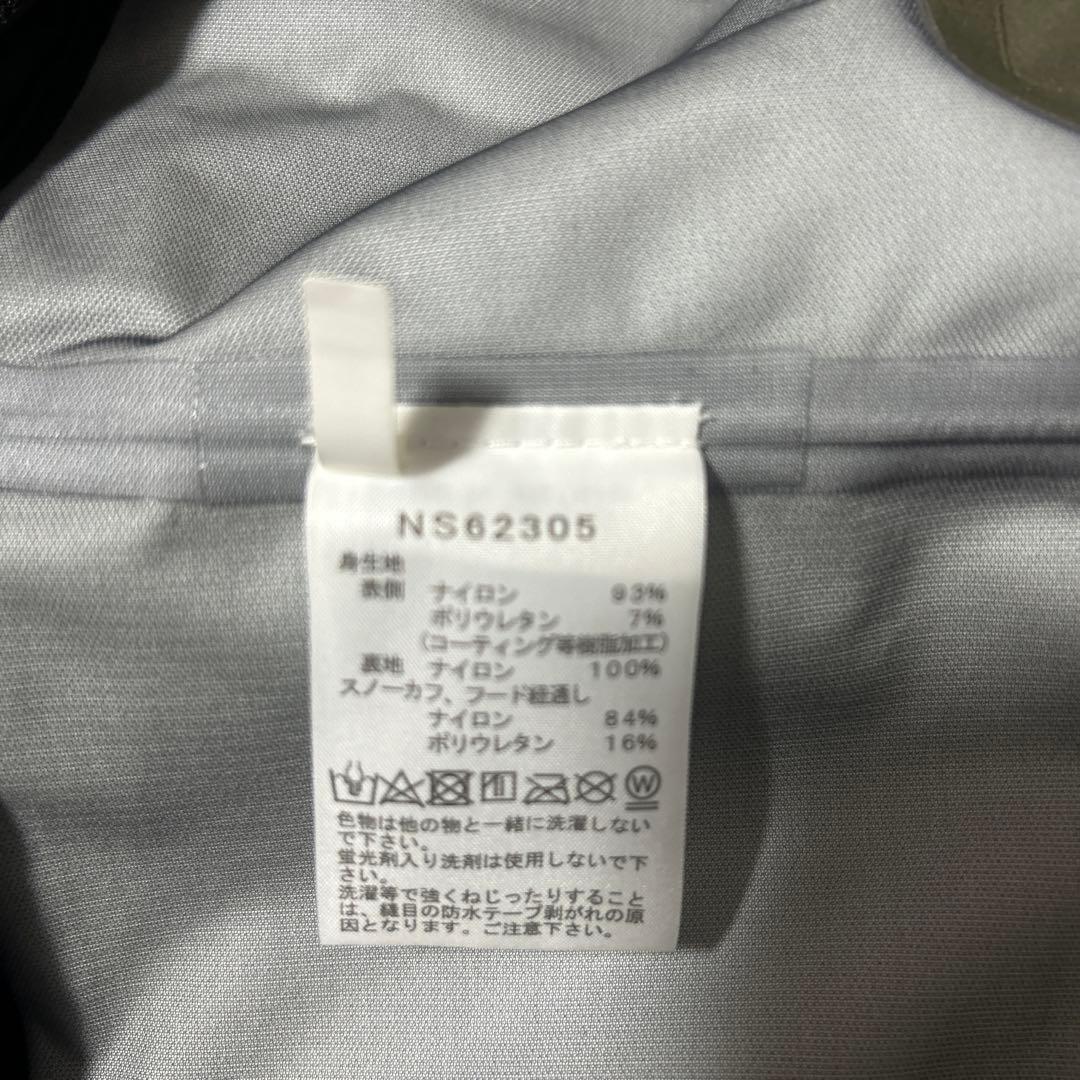 NS62305
身生地
表側 ナイロン 93%
ポリウレタン 7%
(コーティング等樹脂加工)
裏地 ナイロン 100%
スノーカフ、フード紐通し
ナイロン 84%
ポリウレタン 16%
W
色物は他の物と一緒に洗濯しない
で下さい。
蛍光剤入り洗剤は使用しないで下
さい。
洗濯等で強くねじったりすること
は、縫目の防水テープ剥がれの原
因となります。ご注意下さい。